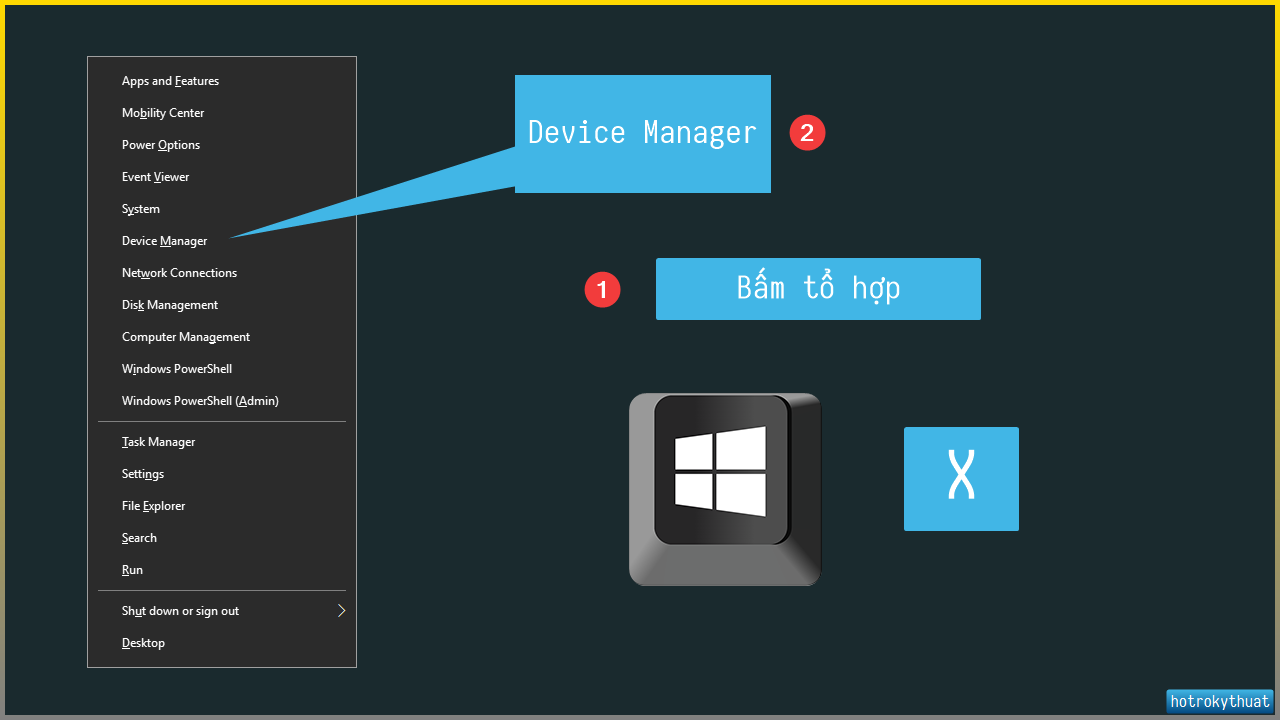 Apps and Features
Mobility Center
Power Options
Event Viewer
System
Device Manager
Network Connections
Disk Management
Computer Management
Windows PowerShell
Windows PowerShell (Admin)
Task Manager
Settings
File Explorer
Search
Run
Shut down or sign out
Desktop
Device Manager
2
1
Bấm tổ hợp
X
hotrokythuat